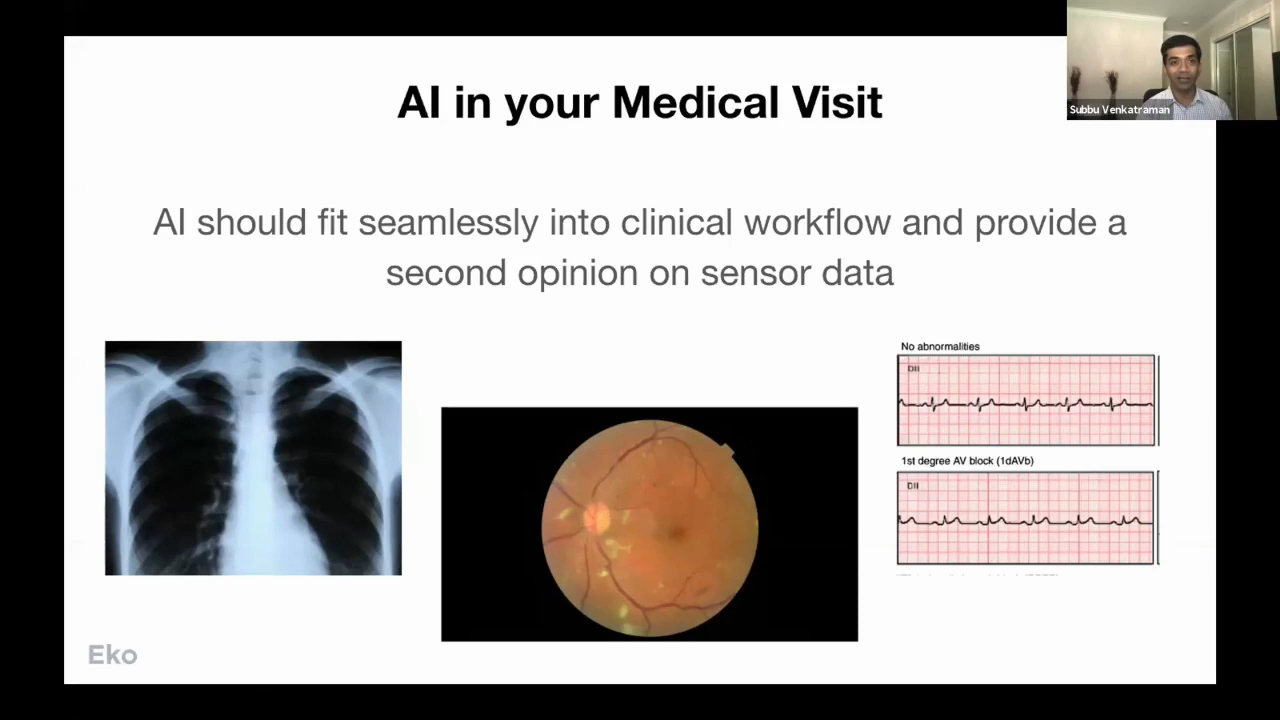 AI in your Medical Visit
Subbu Venkatraman
AI should fit seamlessly into clinical workflow and provide a
second opinion on sensor data
No abnormalities
DII
1st degree AV block (1dAVb)
DII
Eko